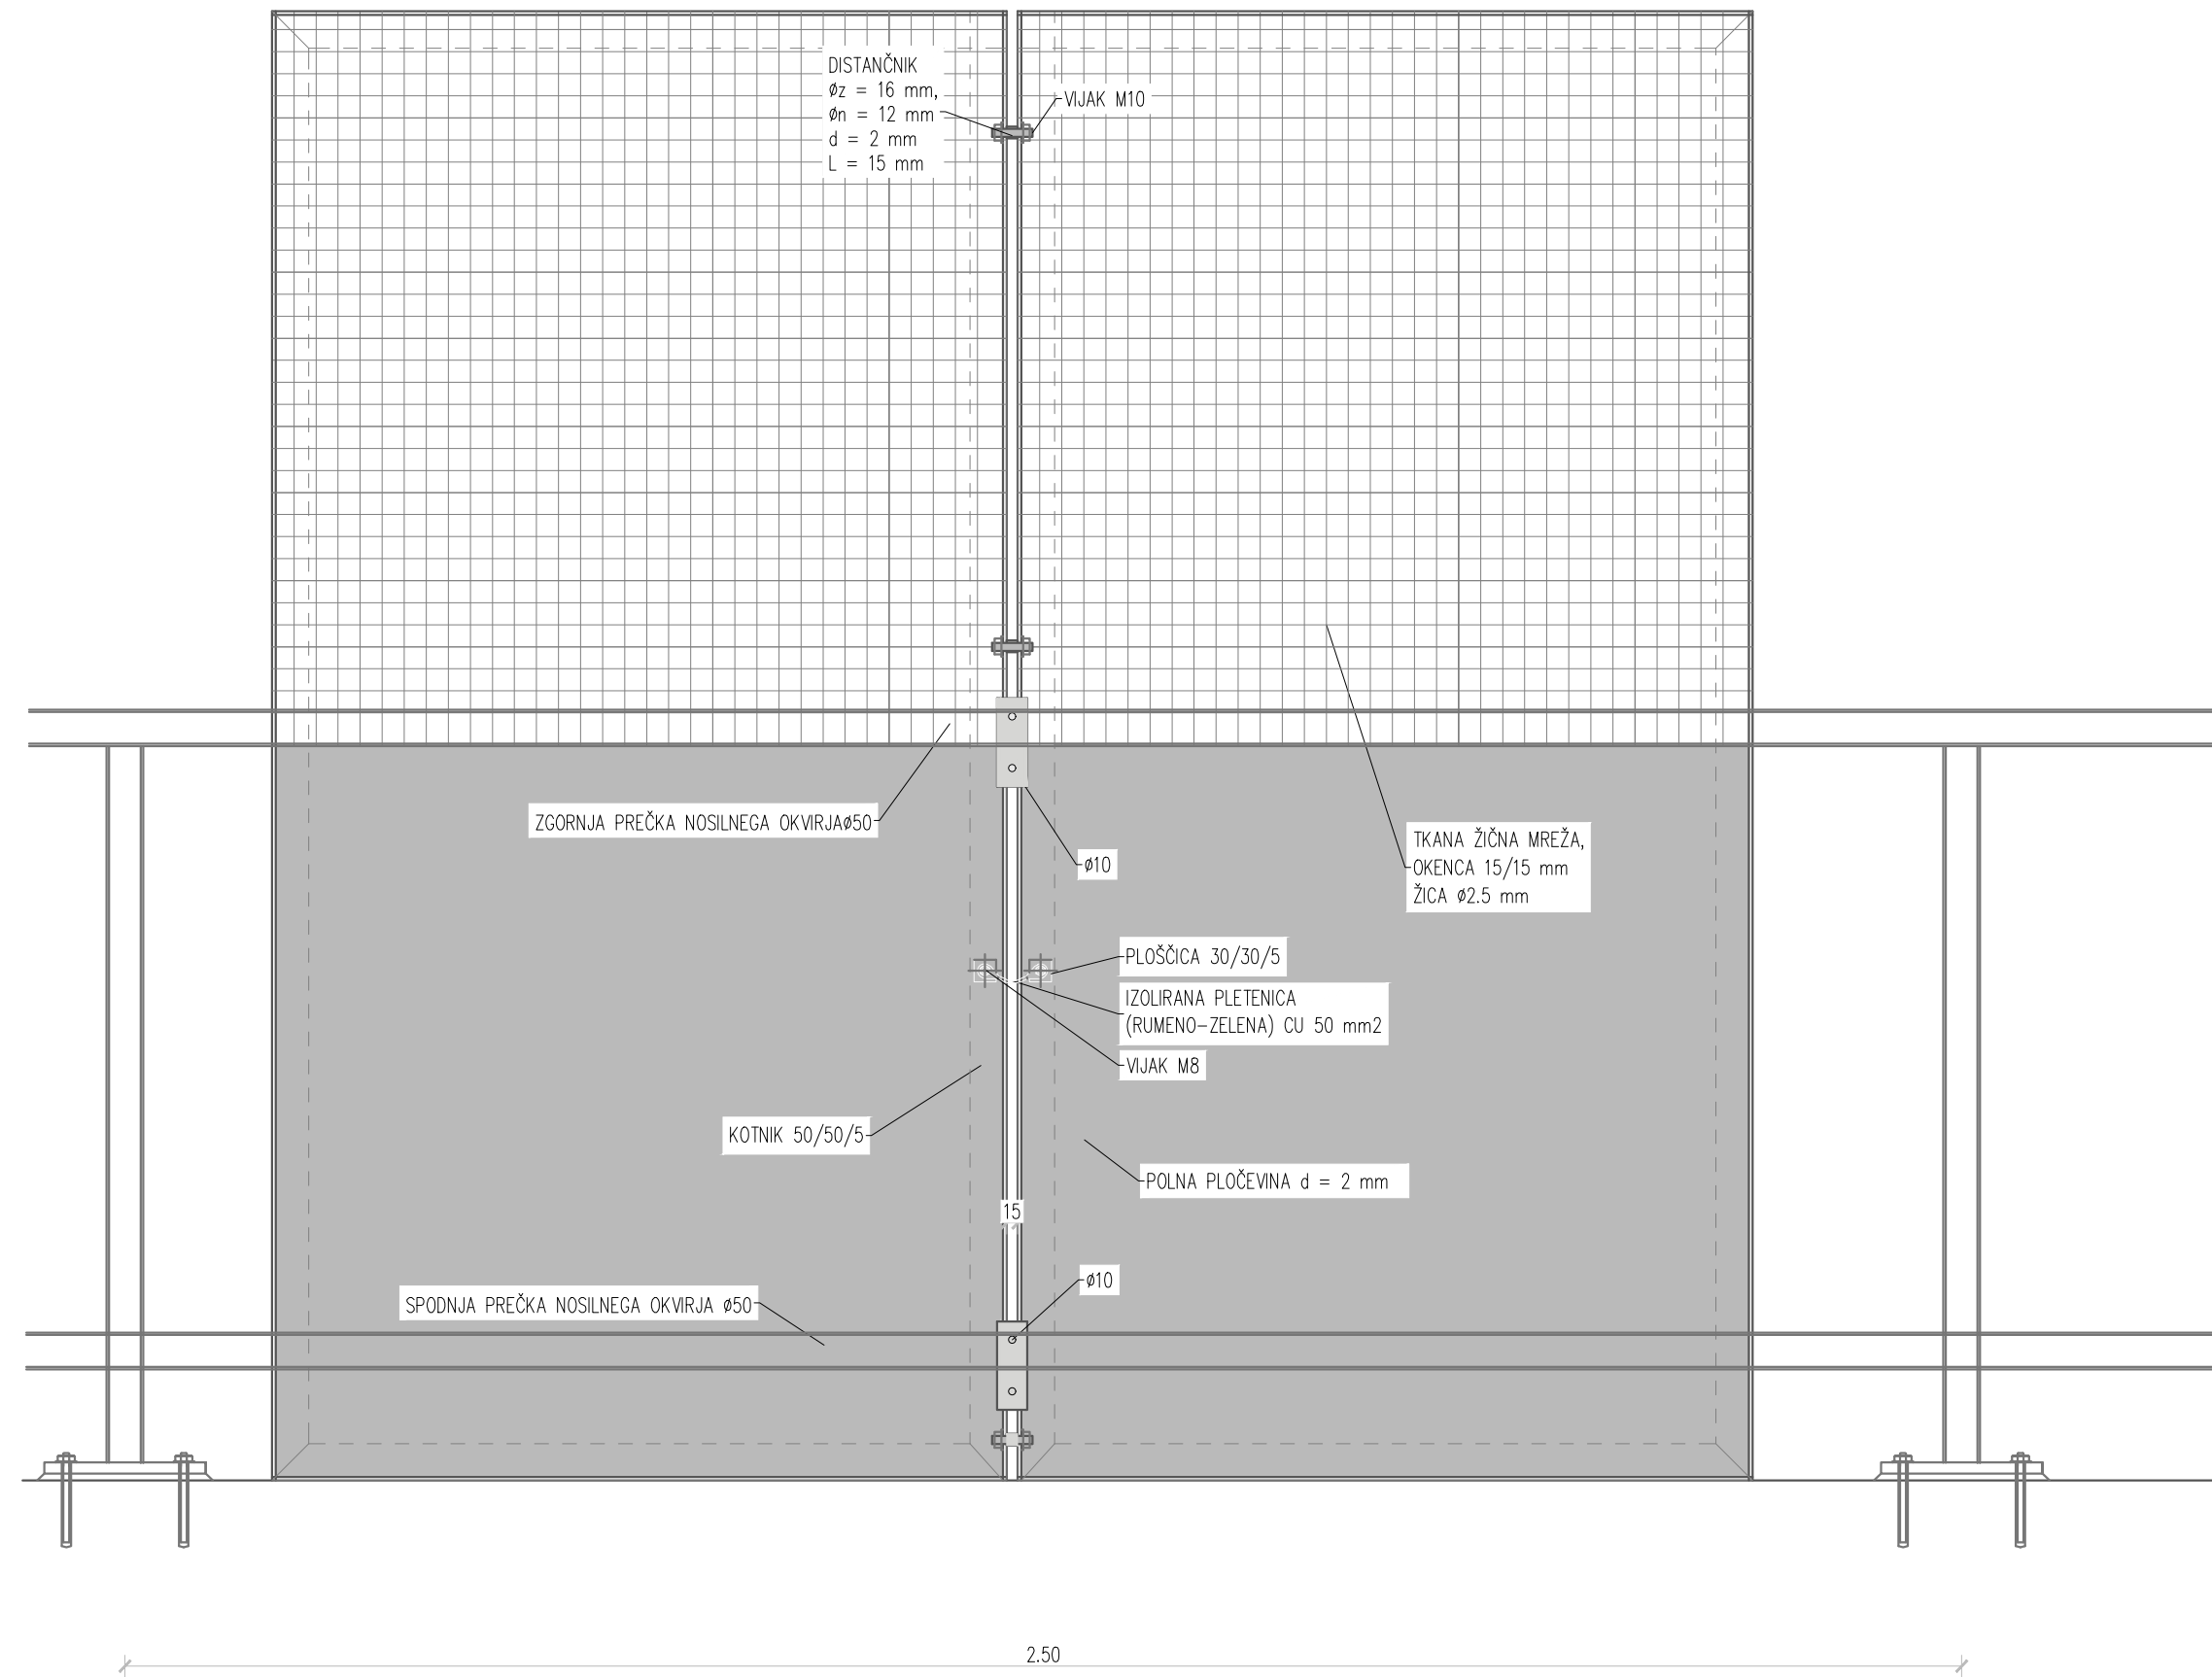 DISTANČNIK
øz = 16 mm,
øn = 12 mm
d = 2 mm
L = 15 mm
VIJAK M10
ZGORNJA PREČKA NOSILNEGA OKVIRJAø50
ø10
TKANA ŽIČNA MREŽA,
OKENCA 15/15 mm
ŽICA ø2.5 mm
PLOŠČICA 30/30/5
IZOLIRANA PLETENICA
(RUMENO-ZELENA) CU 50 mm2
VIJAK M8
KOTNIK 50/50/5
POLNA PLOČEVINA d = 2 mm
15
ø10
SPODNJA PREČKA NOSILNEGA OKVIRJA ø50
2.50